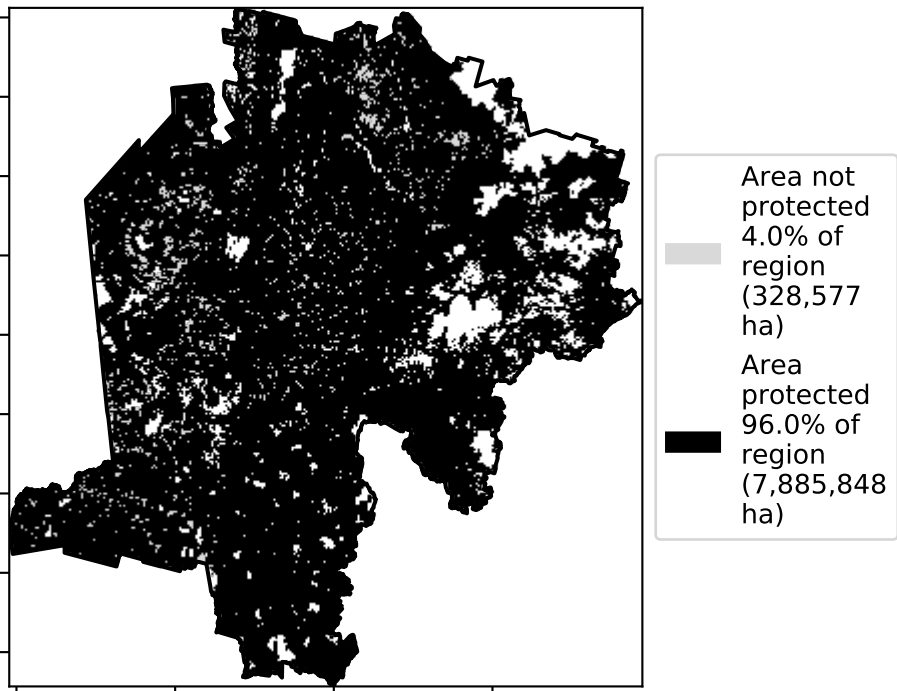 Area not
protected
4.0% of
region
(328,577
ha)
Area
protected
96.0% of
region
(7,885,848
ha)